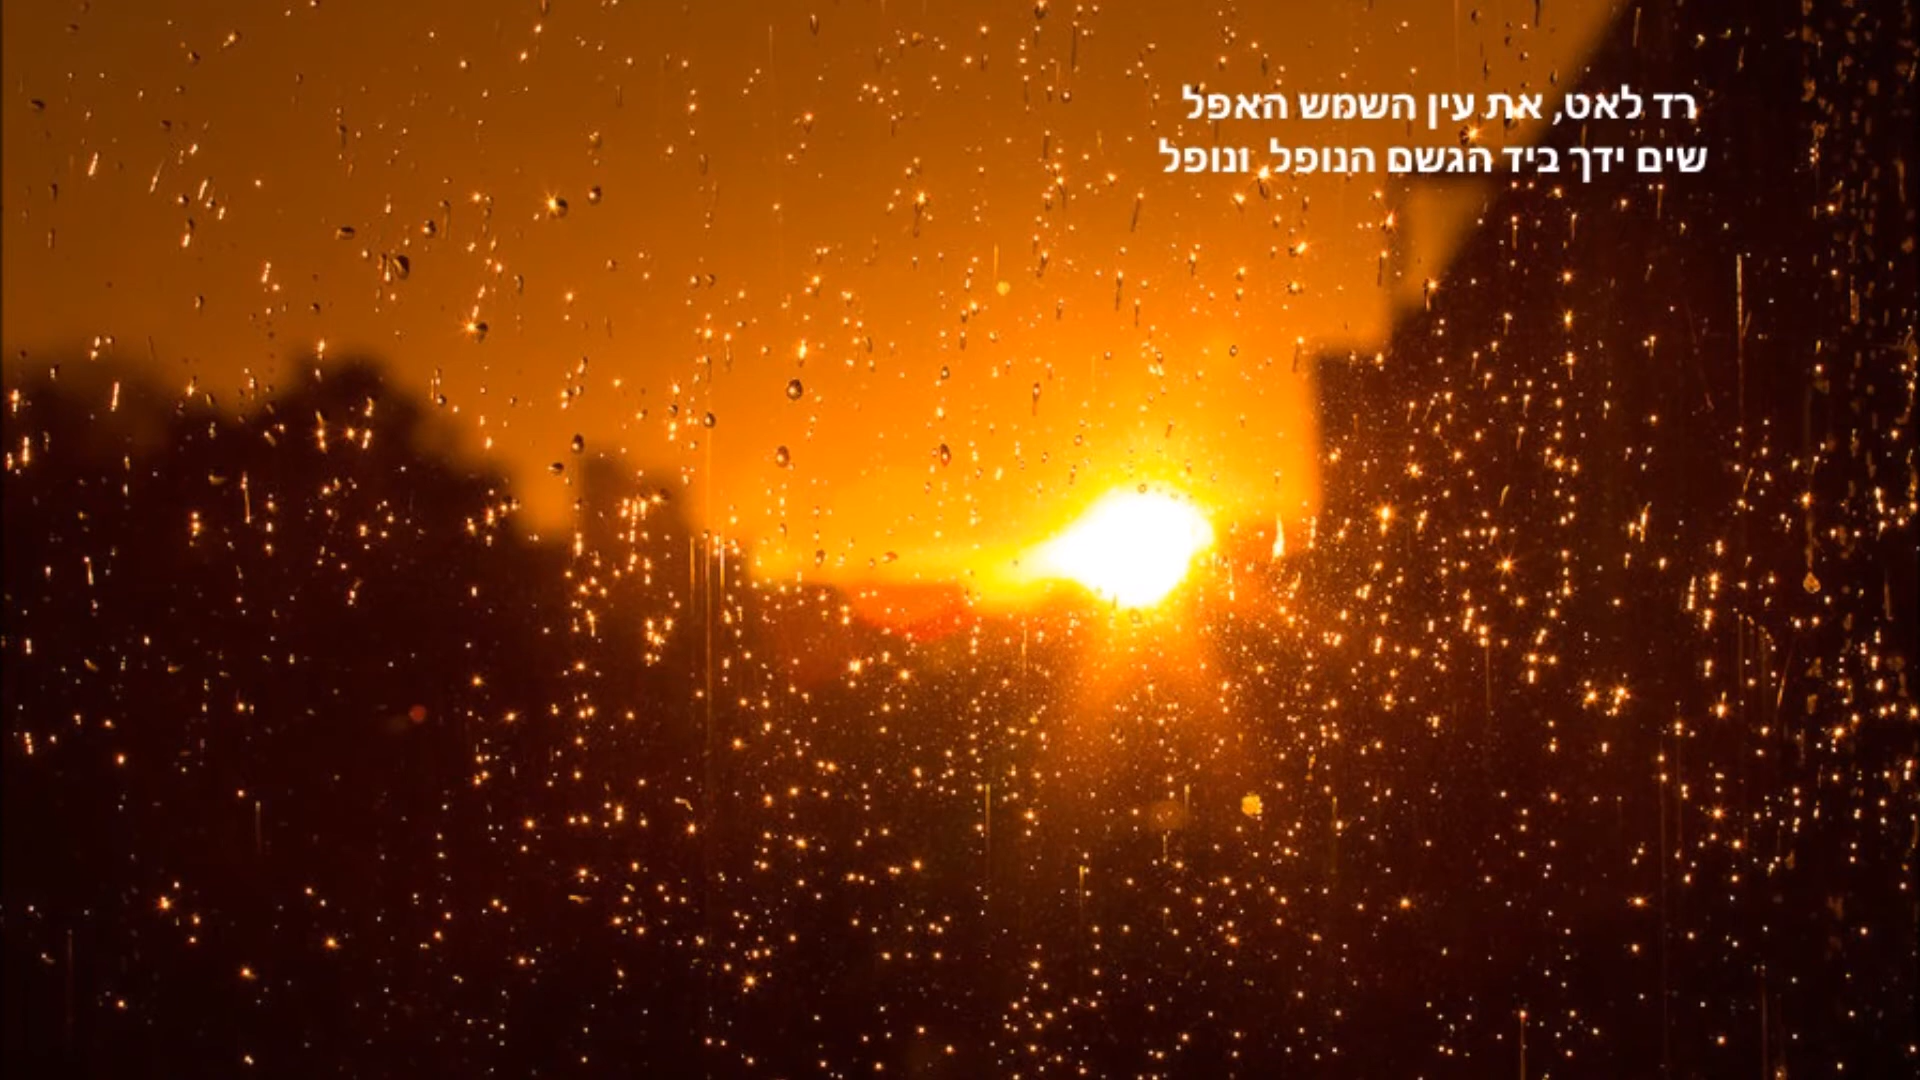 רד לאט, את עין השמש האפל
שים ידך ביד הגשם הנופל, ונופל